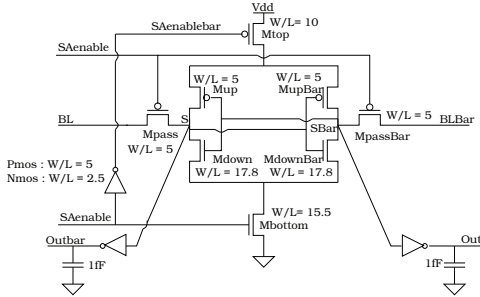 Vdd
SAenablebar
W/L= 10
Mtop
SAenable
W/L = 5
W/L = 5
Mup
MupBar
W/L = 5
BL
S
SBar
BLBar
Mpass
MpassBar
W/L = 5
Mdown
MdownBar
W/L = 17.8
W/L = 17.8
Pmos : W/L = 5
Nmos : W/L = 2.5
SAenable
W/L= 15.5
Mbottom
Outbar
Out
1fF
1fF